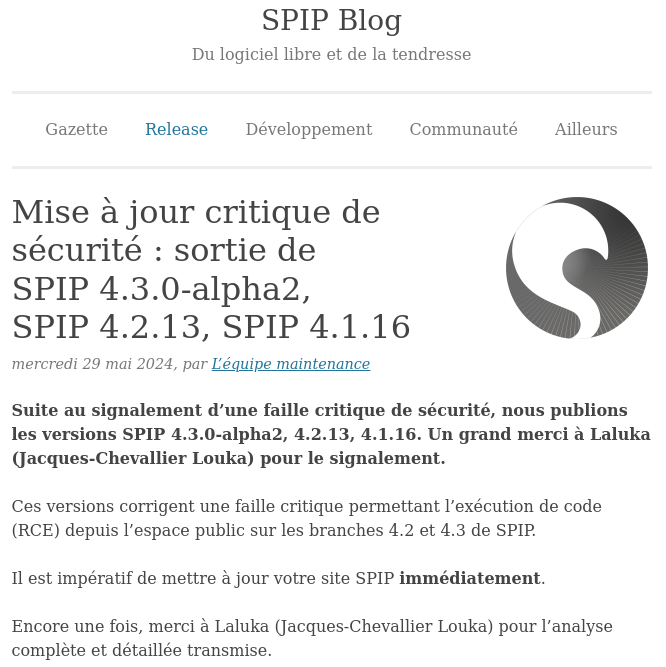 SPIP Blog
Du logiciel libre et de la tendresse
Gazette Release Développement Communauté Ailleurs
Mise à jour critique de
sécurité : sortie de
SPIP 4.3.0-alpha2,
SPIP 4.2.13, SPIP 4.1.16
mercredi 29 mai 2024, par L’équipe maintenance
Suite au signalement d’une faille critique de sécurité, nous publions
les versions SPIP 4.3.0-alpha2, 4.2.13, 4.1.16. Un grand merci à Laluka
(Jacques-Chevallier Louka) pour le signalement.
Ces versions corrigent une faille critique permettant l’exécution de code
(RCE) depuis l’espace public sur les branches 4.2 et 4.3 de SPIP.
Il est impératif de mettre à jour votre site SPIP immédiatement.
Encore une fois, merci à Laluka (Jacques-Chevallier Louka) pour l’analyse
complète et détaillée transmise.